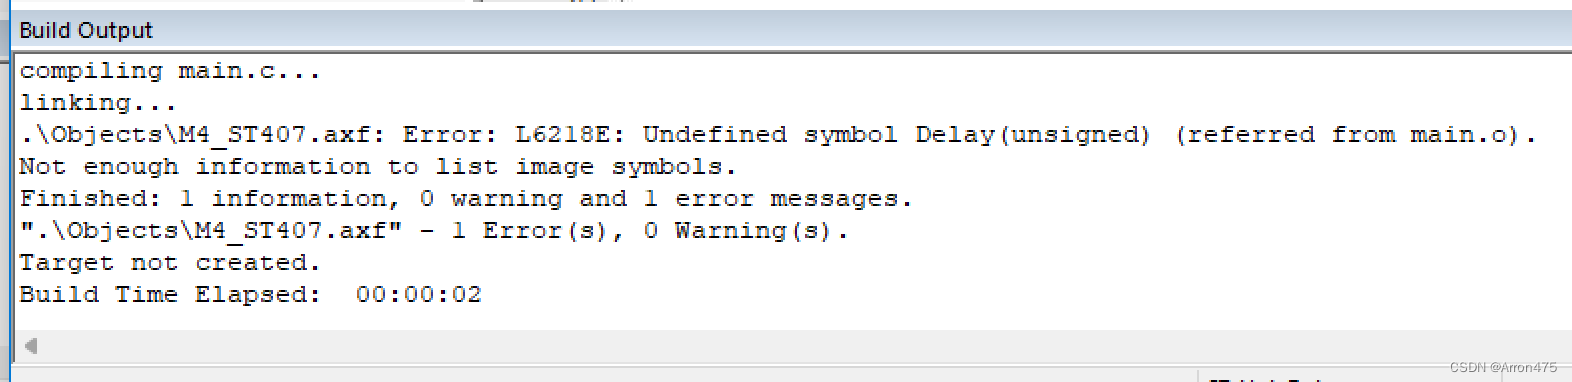 Build Output
compiling main.c...
linking...
.\Objects\M4_ST407.axf: Error: L6218E: Undefined symbol Delay(unsigned) (referred from main.o).
Not enough information to list image symbols.
Finished: 1 information, 0 warning and 1 error messages.
".\Objects\M4_ST407.axf" - 1 Error(s), 0 Warning(s).
Target not created.
Build Time Elapsed:  00:00:02
CSDN @Arron475